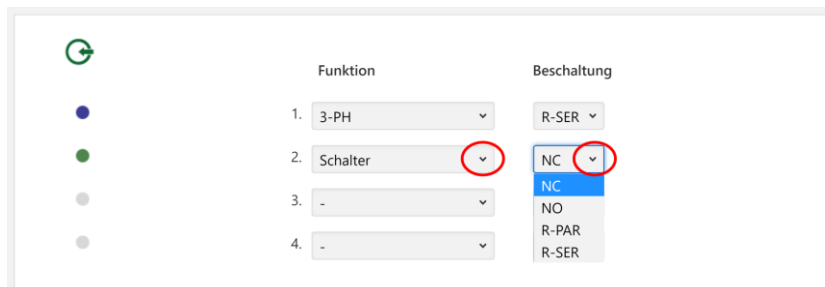 Funktion Beschaltung
1. 3-PH R-SER
2. Schalter NC
NC
3. -
NO
R-PAR
4. -
R-SER